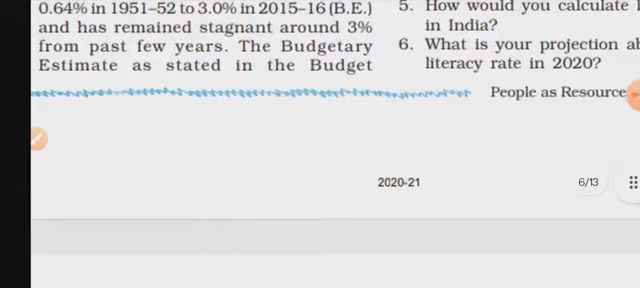 0.64% in 1951–52 to 3.0% in 2015–16 (B.E.)
and has remained stagnant around 3%
from past few years. The Budgetary
Estimate as stated in the Budget
5. How would you calculate
in India?
6. What is your projection
literacy rate in 2020?
People as Resource
2020-21
6/13